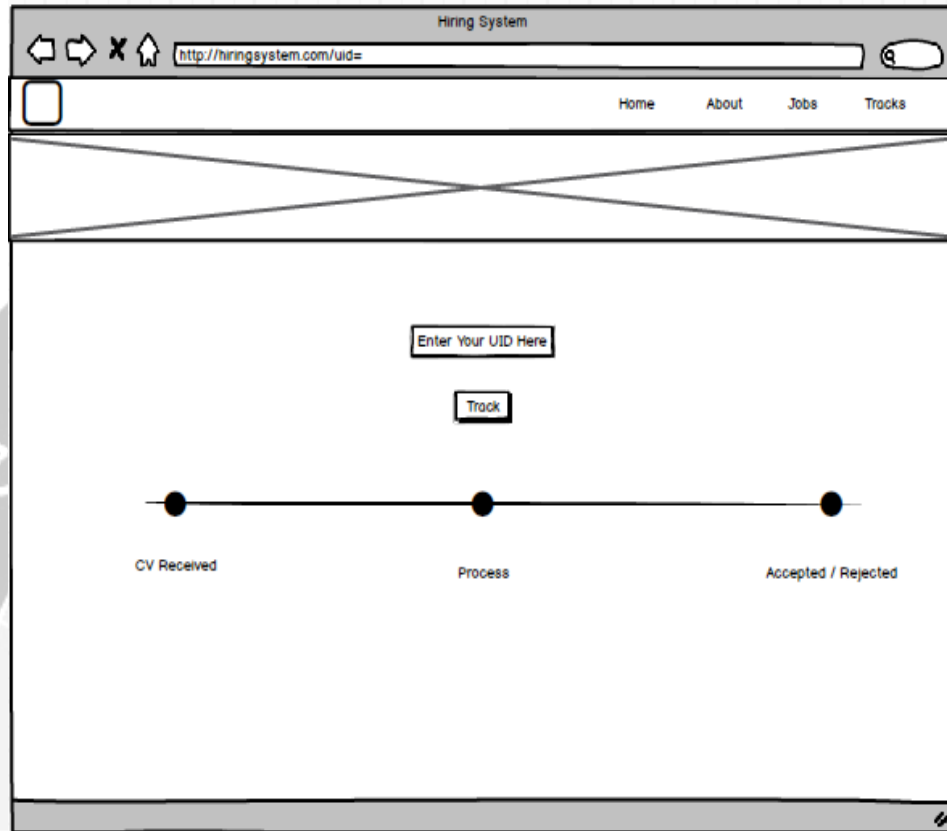 Hiring System
http://hiringsystem.com/uid=
Home About Jobs Tracks
Enter Your UID Here
Track
CV Received Process Accepted / Rejected